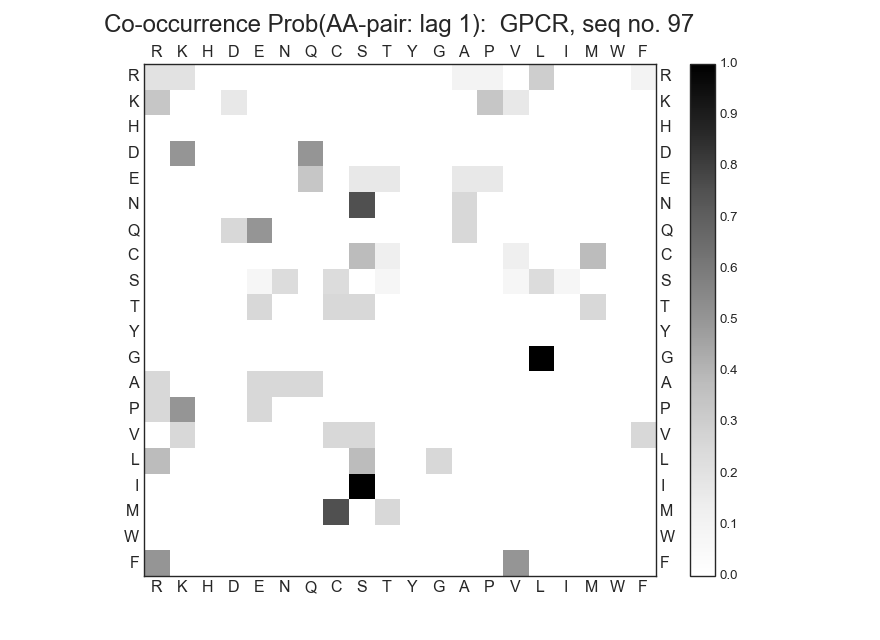 Co-occurrence Prob(AA-pair: lag 1):  GPCR, seq no. 97
R K H D E N Q C S T Y G A P V L I M W F
R R 1.0
K K 0.9
H H
D D 0.8
E E
N N 0.7
Q Q
C C 0.6
S S
T T 0.5
Y Y
G G 0.4
A A
P P 0.3
V V
L L 0.2
I I
M M 0.1
W W
F F 0.0
R K H D E N Q C S T Y G A P V L I M W F